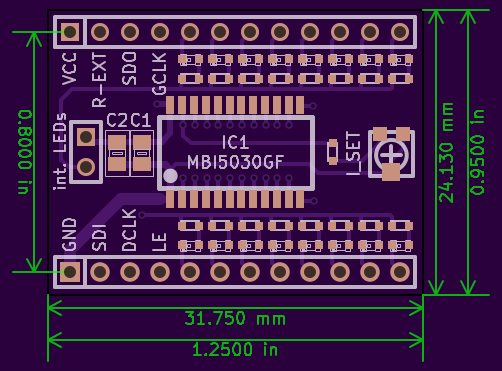 VCC
R-EXT
SDO
GCLK
int. LEDs
C2
C1
IC1
MBI5030GF
I_SET
GND
SDI
DCLK
LE
0.8000 in
24.130 mm
0.9500 in
31.750 mm
1.2500 in